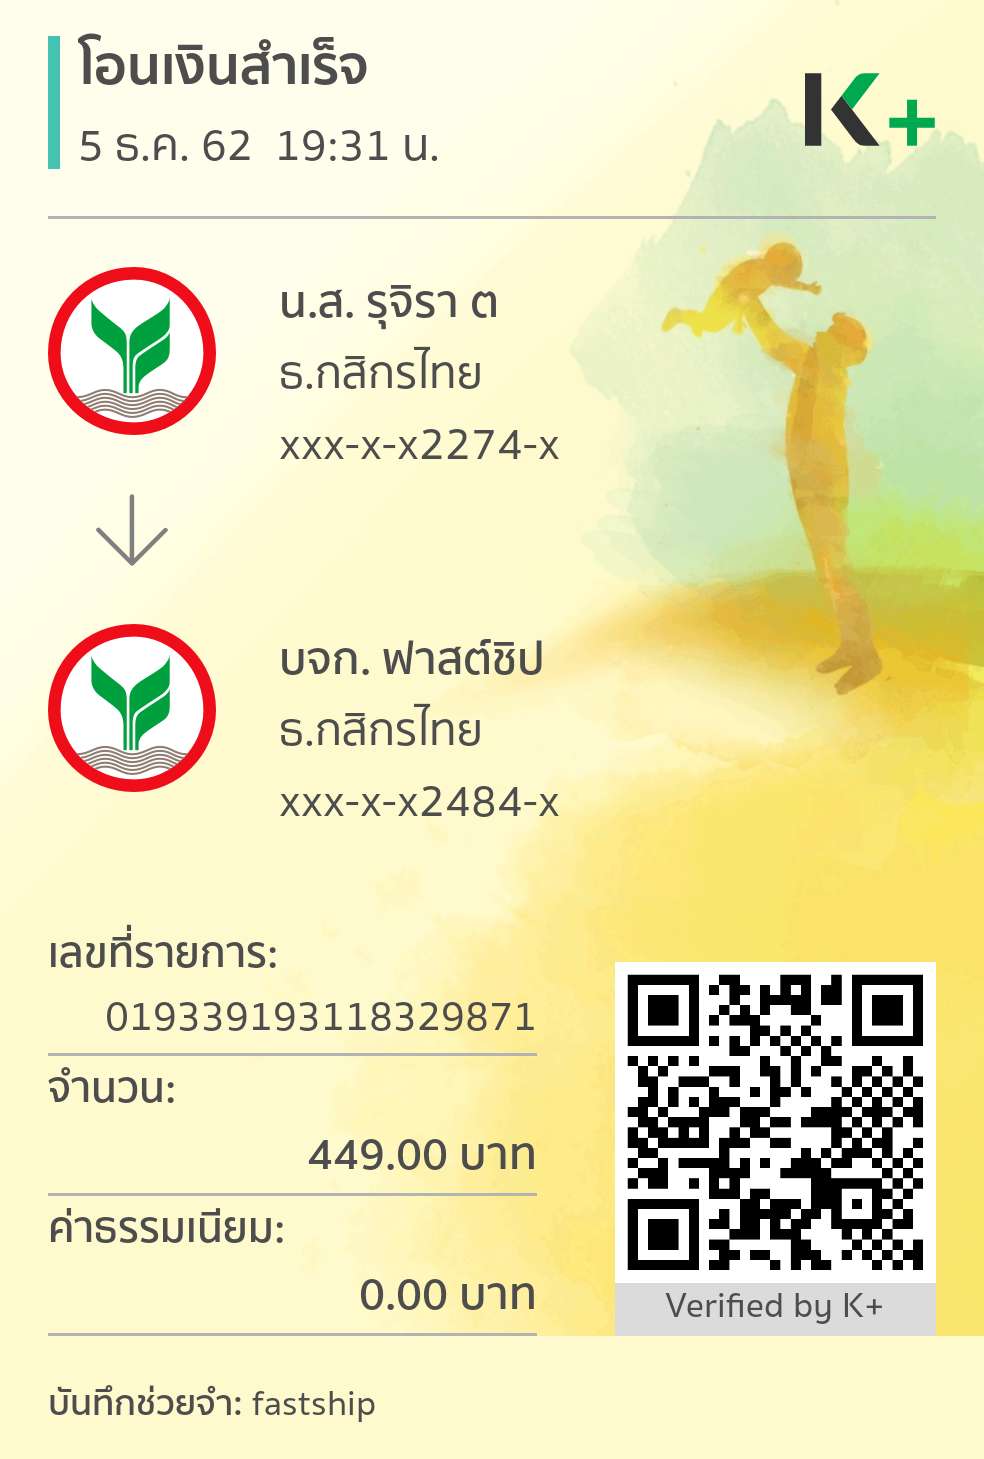 โอนเงินสำเร็จ
5 ธ.ค. 62 19:31 น.
K+
น.ส. รุจิรา ต
ธ.กสิกรไทย
xxx-x-x2274-x
บจก. ฟาสต์ชิป
ธ.กสิกรไทย
xxx-x-x2484-x
เลขที่รายการ:
019339193118329871
จำนวน:
449.00 บาท
ค่าธรรมเนียม:
0.00 บาท
Verified by K+
บันทึกช่วยจำ: fastship